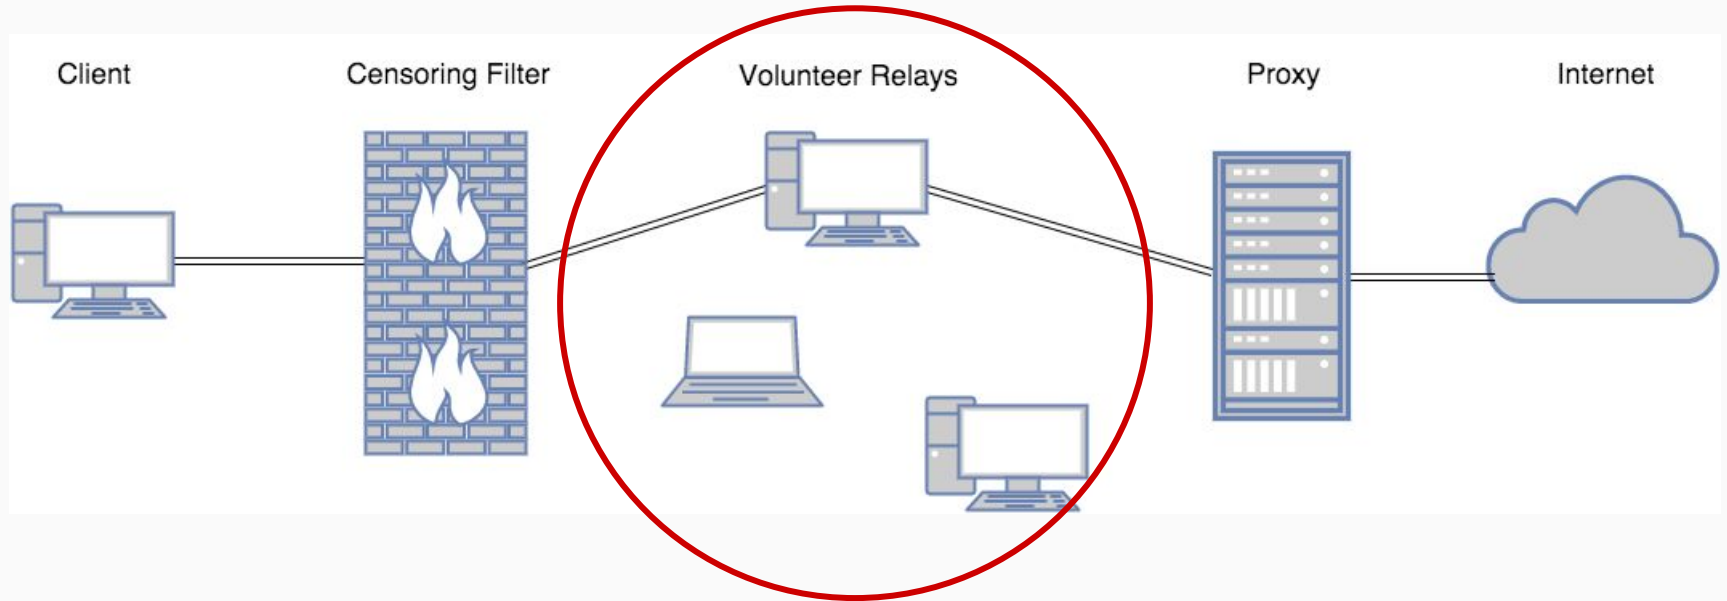 Client
Censoring Filter
Volunteer Relays
Proxy
Internet